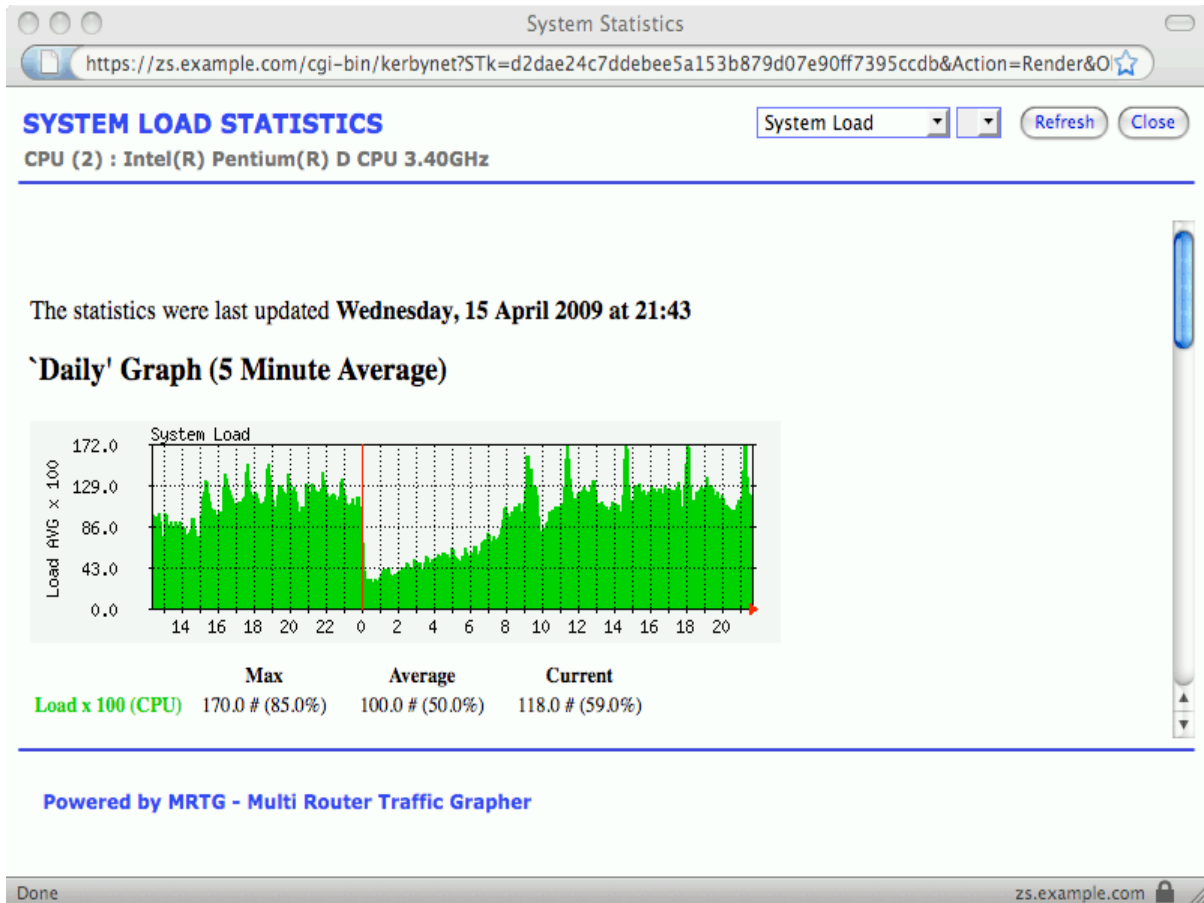 System Statistics
https://zs.example.com/cgi-bin/kerbynet?STk=d2dae24c7ddebee5a153b879d07e90ff7395ccdb&Action=Render&O
SYSTEM LOAD STATISTICS
System Load
Refresh
Close
CPU (2) : Intel(R) Pentium(R) D CPU 3.40GHz
The statistics were last updated Wednesday, 15 April 2009 at 21:43
`Daily' Graph (5 Minute Average)
System Load
Load AVG x 100
172.0
129.0
86.0
43.0
0.0
14 16 18 20 22 0 2 4 6 8 10 12 14 16 18 20
Max Average Current
Load x 100 (CPU) 170.0 # (85.0%) 100.0 # (50.0%) 118.0 # (59.0%)
Powered by MRTG - Multi Router Traffic Grapher
Done
zs.example.com